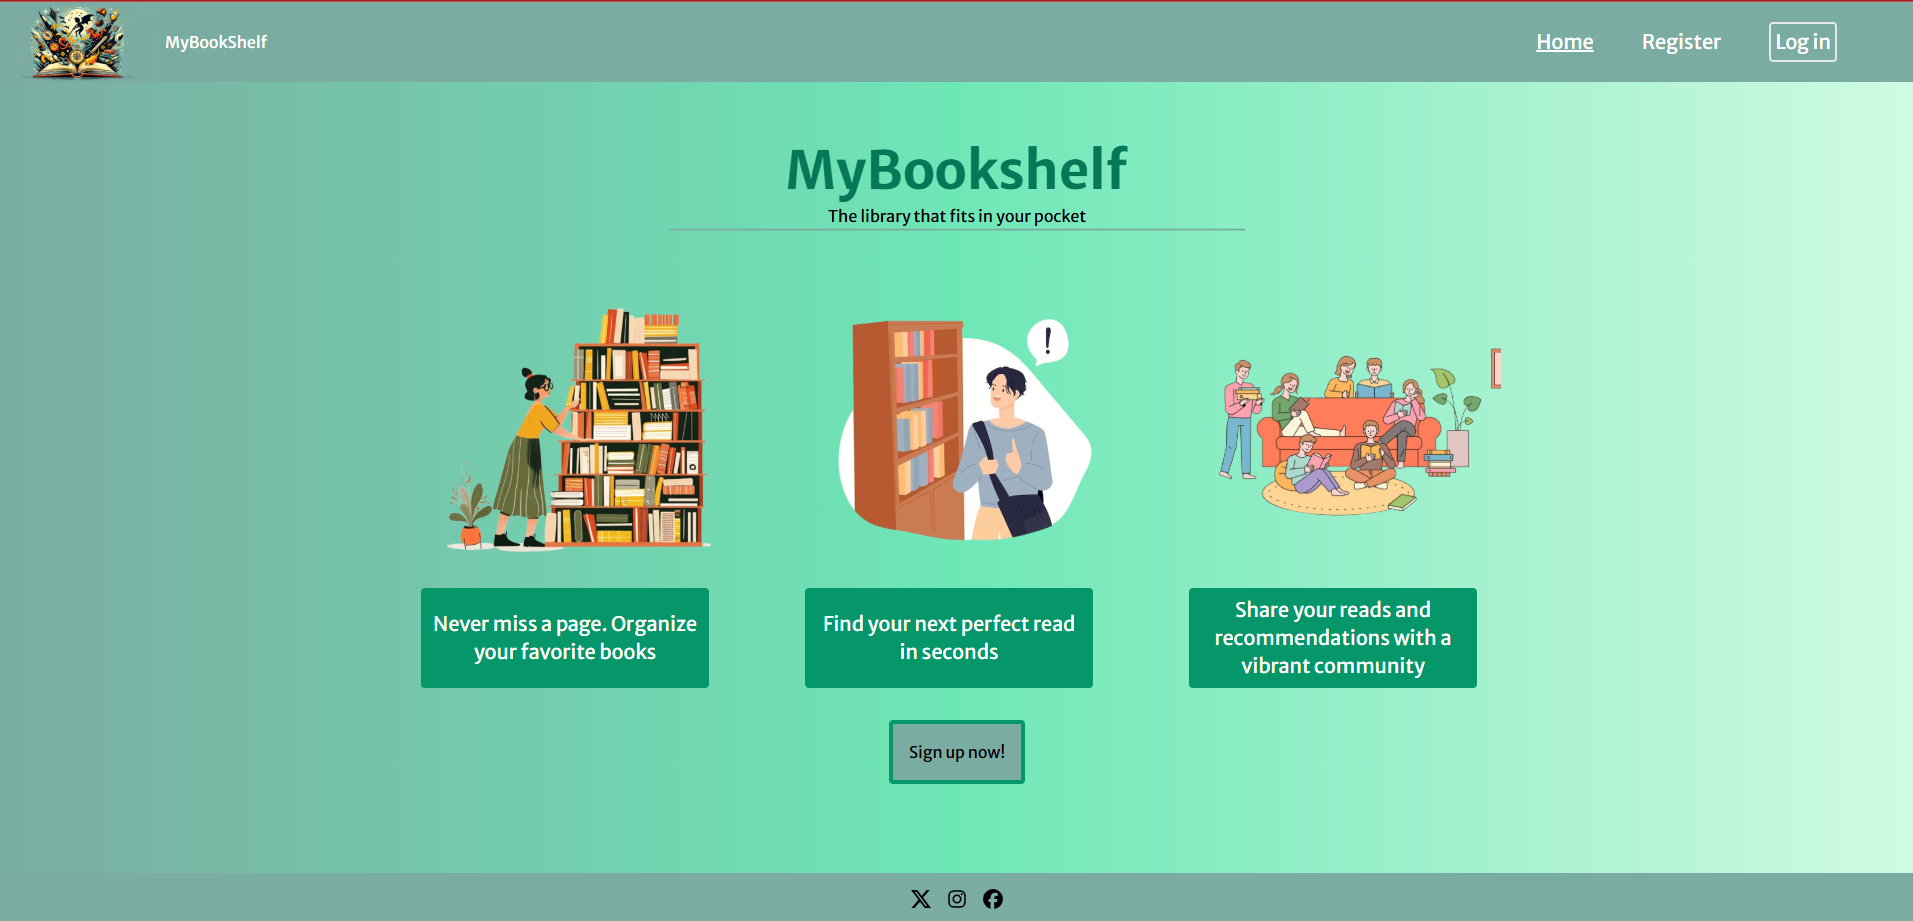 MyBookShelf
Home
Register
Log in
MyBookshelf
The library that fits in your pocket
!
Never miss a page. Organize
your favorite books
Find your next perfect read
in seconds
Share your reads and
recommendations with a
vibrant community
Sign up now!